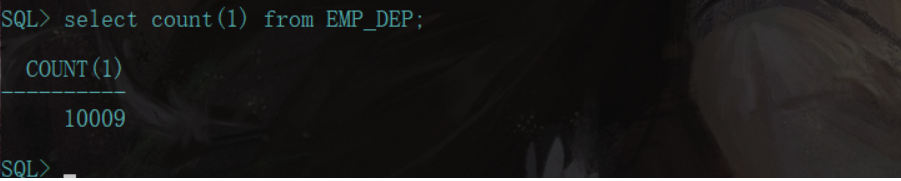 SQL> select count(1) from EMP_DEP;
COUNT(1)
----------
10009
SQL>